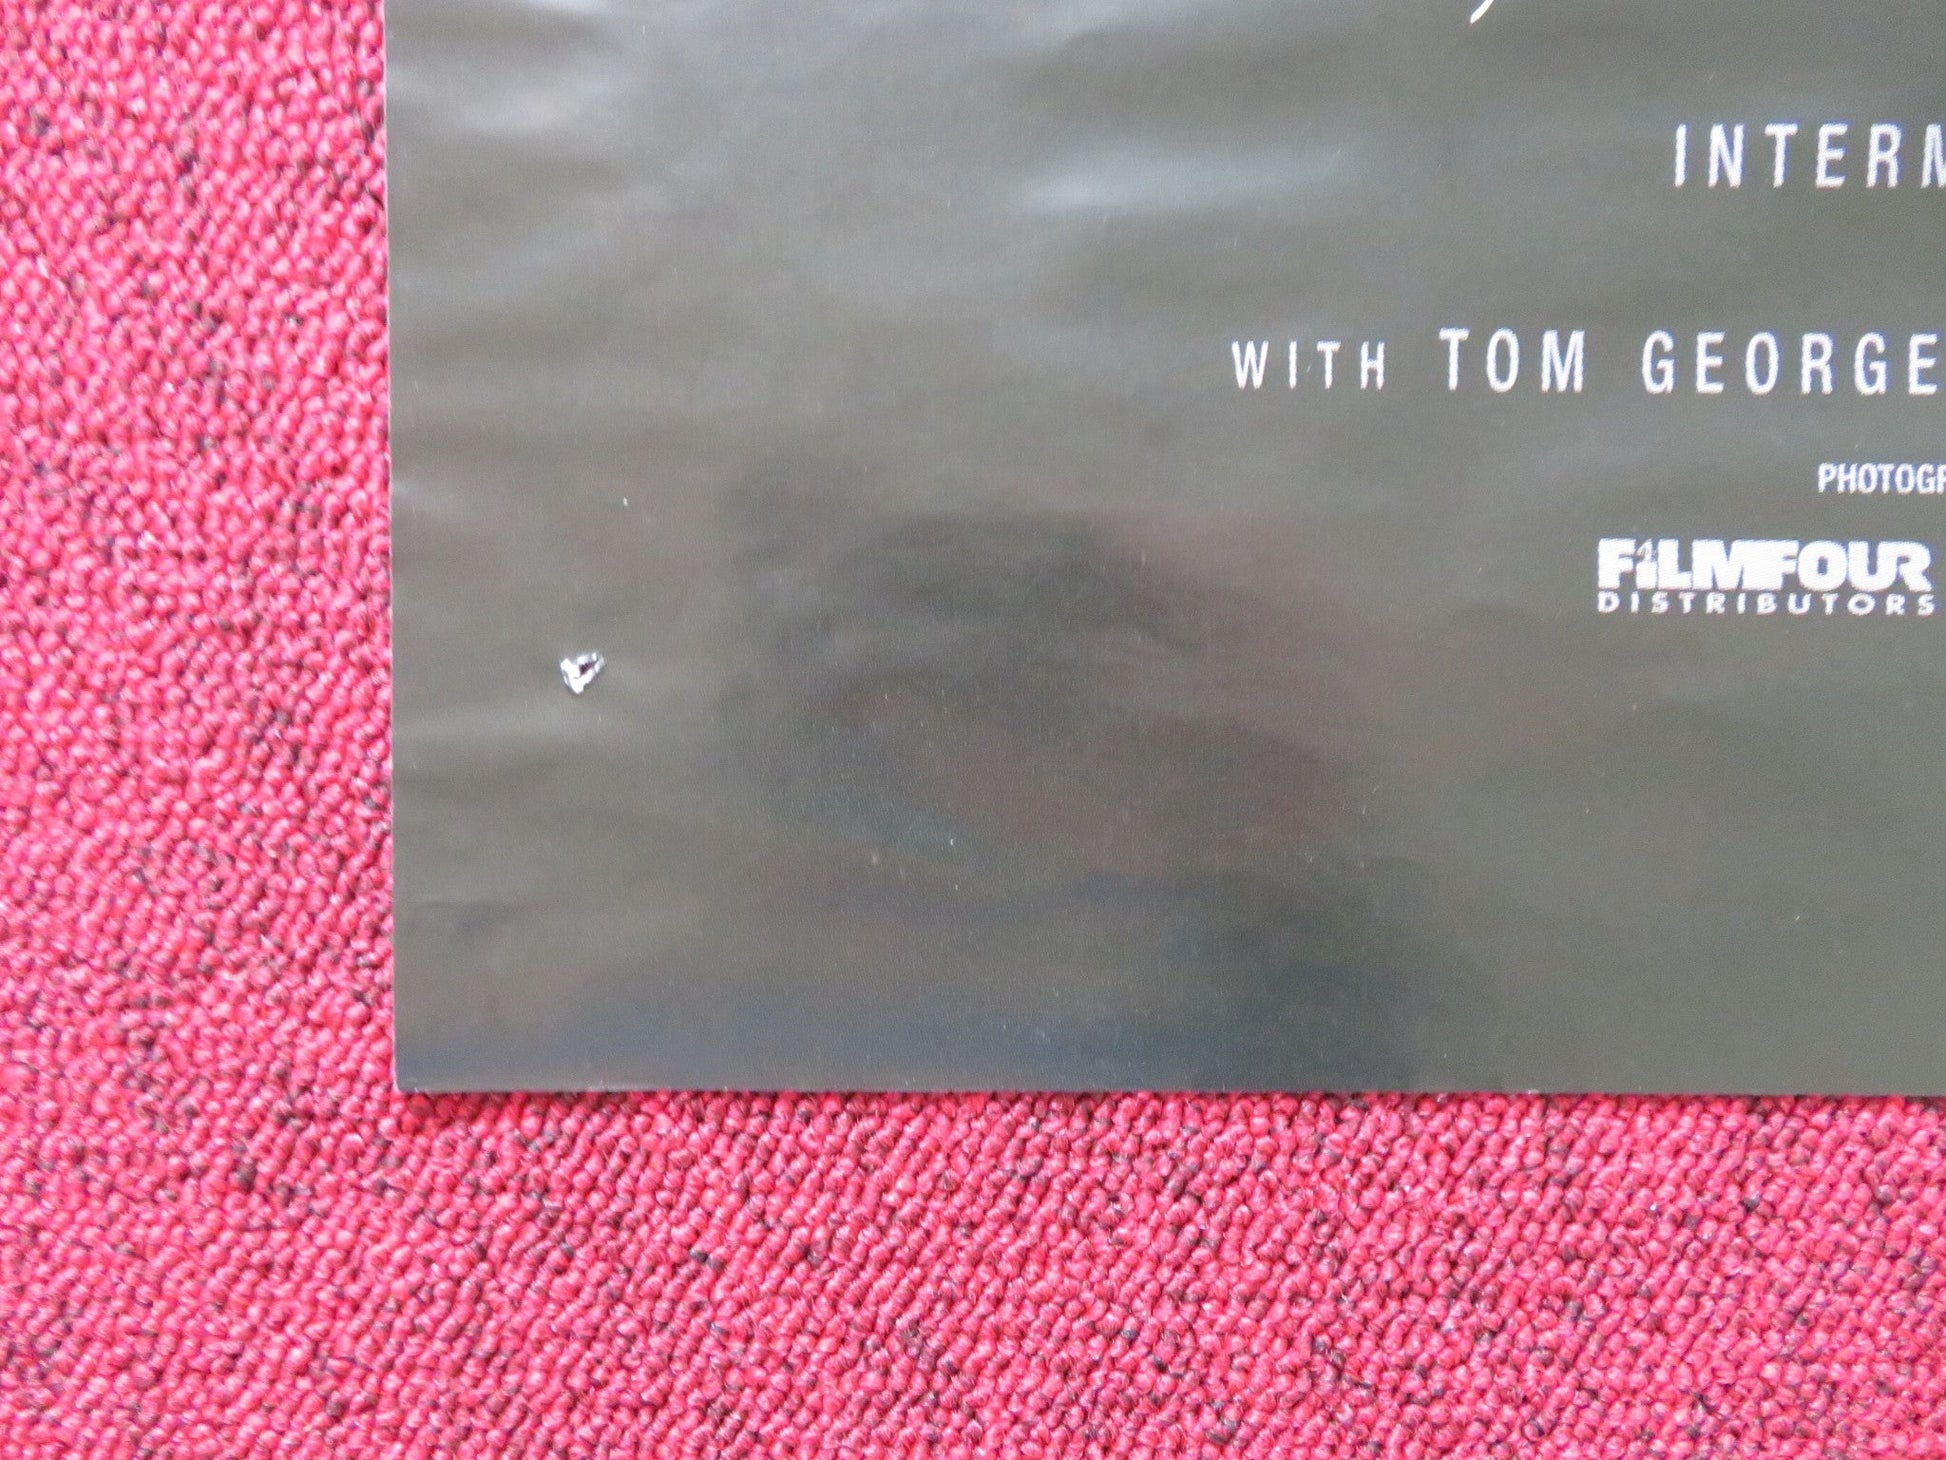 INTERM
WITH TOM GEORGE
PHOTOGR
FILMFOUR
DISTRIBUTORS